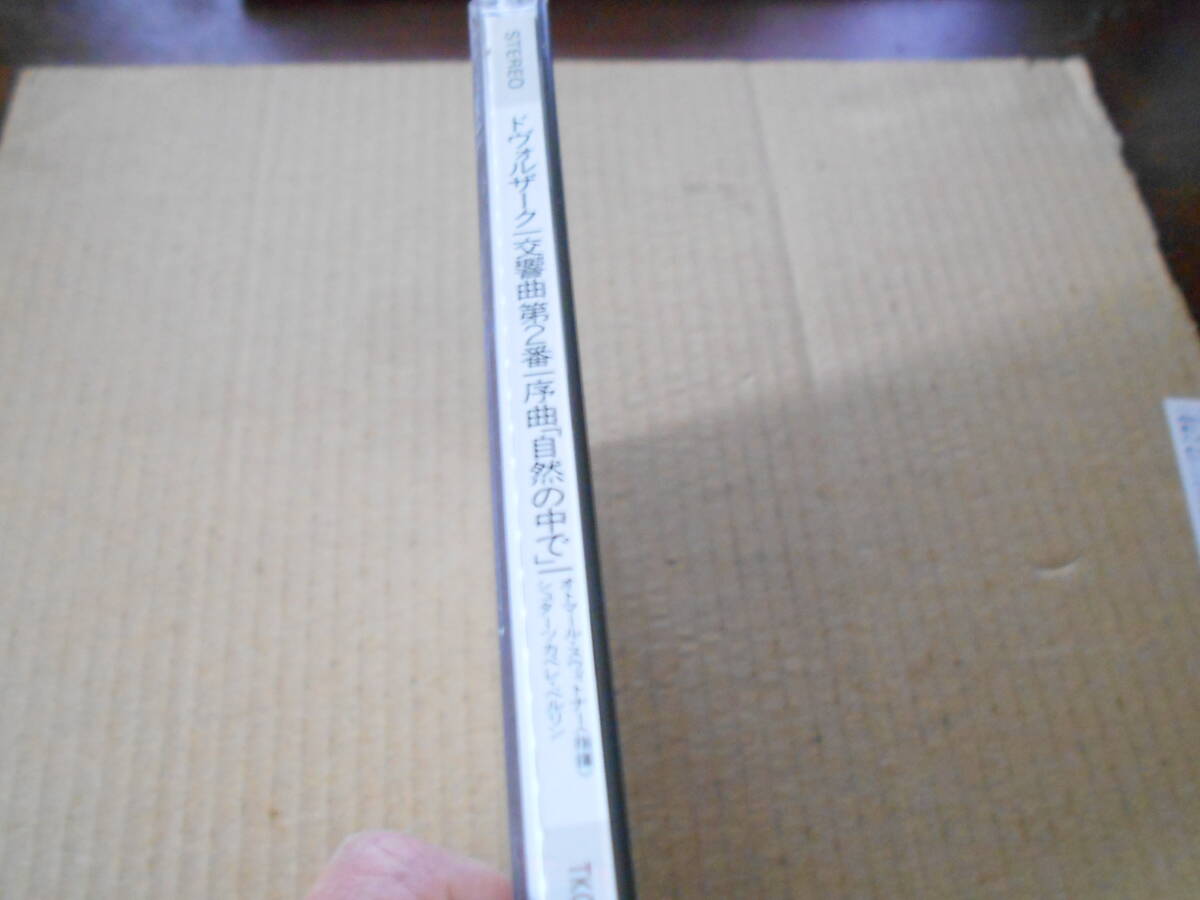 STEREO
ドヴォルザーク|交響曲第2番|序曲「自然の中で」|
オトマール・スウィトナー(指揮)
シュターツカペレ・ベルリン